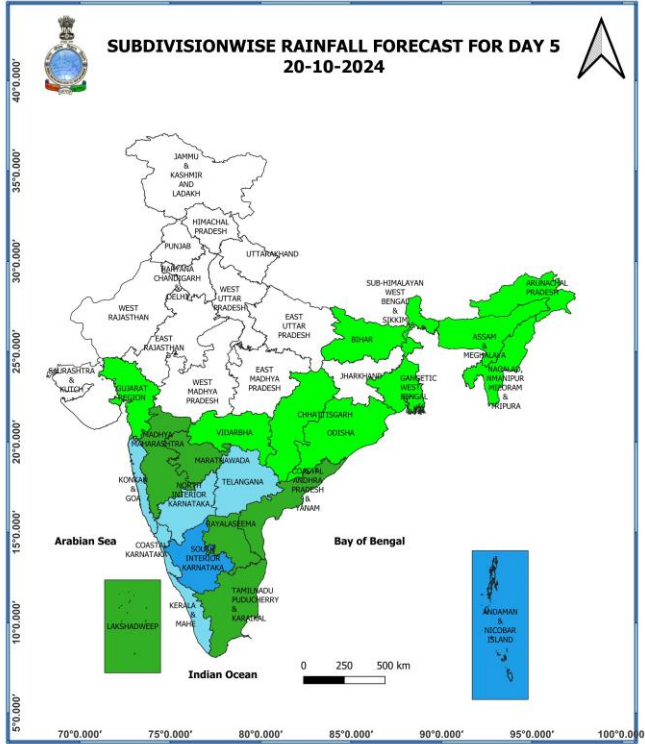 SUBDIVISIONWISE RAINFALL FORECAST FOR DAY 5
20-10-2024
40°0.000'
35°0.000'
30°0.000'
25°0.000'
20°0.000'
15°0.000'
10°0.000'
5°0.000'
JAMMU
&
KASHMIR
AND
LADAKH
HIMACHAL
PRADESH
PUNJAB
UTTARAKHAND
HARYANA
CHANDIGARH
&
DELHI
WEST
UTTAR
PRADESH
WEST
RAJASTHAN
EAST
RAJASTHAN
EAST
UTTAR
PRADESH
SUB-HIMALAYAN
WEST
BENGAL
&
SIKKIM
ARUNACHAL
PRADESH
ASSAM
&
MEGHALAYA
NAGALAD,
NMANIPUR
MIZORAM
&
TRIPURA
BIHAR
SAURASHTRA
&
KUTCH
GUJARAT
REGION
WEST
MADHYA
PRADESH
EAST
MADHYA
PRADESH
JHARKHAND
GANGETIC
WEST
BENGAL
CHHATTISGARH
ODISHA
VIDARBHA
MADHYA
MAHARASHTRA
MARATHAWADA
KONKAN
&
GOA
NORTH
INTERIOR
KARNATAKA
TELANGANA
COASTAL
ANDHRA
PRADESH
&
YANAM
RAYALASEEMA
Arabian Sea
Bay of Bengal
COASTAL
KARNATAKA
SOUTH
INTERIOR
KARNATAKA
KERALA
&
MAHE
TAMILNADU
PUDUCHERRY
&
KARAIKAL
LAKSHADWEEP
ANDAMAN
&
NICOBAR
ISLAND
Indian Ocean
0 250 500 km
70°0.000' 75°0.000' 80°0.000' 85°0.000' 90°0.000' 95°0.000' 100°0.000'